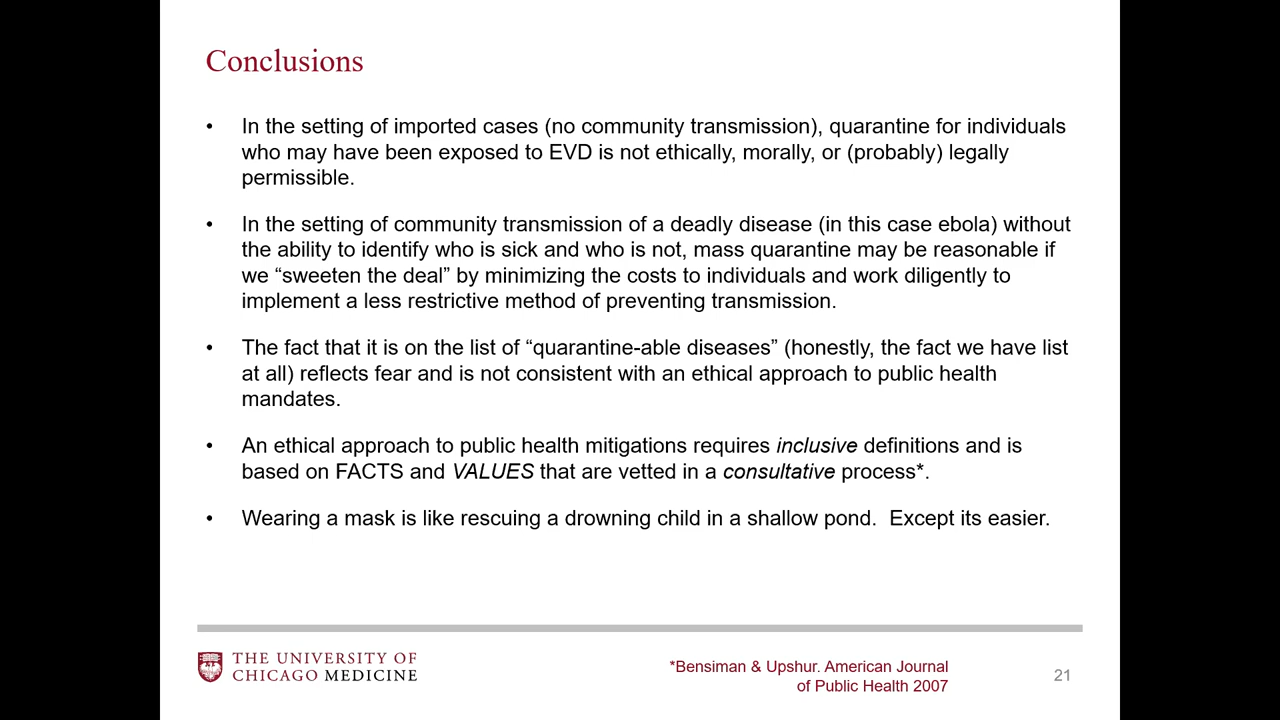 Conclusions
• In the setting of imported cases (no community transmission), quarantine for individuals
who may have been exposed to EVD is not ethically, morally, or (probably) legally
permissible.
• In the setting of community transmission of a deadly disease (in this case ebola) without
the ability to identify who is sick and who is not, mass quarantine may be reasonable if
we “sweeten the deal” by minimizing the costs to individuals and work diligently to
implement a less restrictive method of preventing transmission.
• The fact that it is on the list of “quarantine-able diseases” (honestly, the fact we have list
at all) reflects fear and is not consistent with an ethical approach to public health
mandates.
• An ethical approach to public health mitigations requires inclusive definitions and is
based on FACTS and VALUES that are vetted in a consultative process*.
• Wearing a mask is like rescuing a drowning child in a shallow pond.  Except its easier.
THE UNIVERSITY OF
CHICAGO MEDICINE
*Bensiman & Upshur. American Journal
of Public Health 2007
21